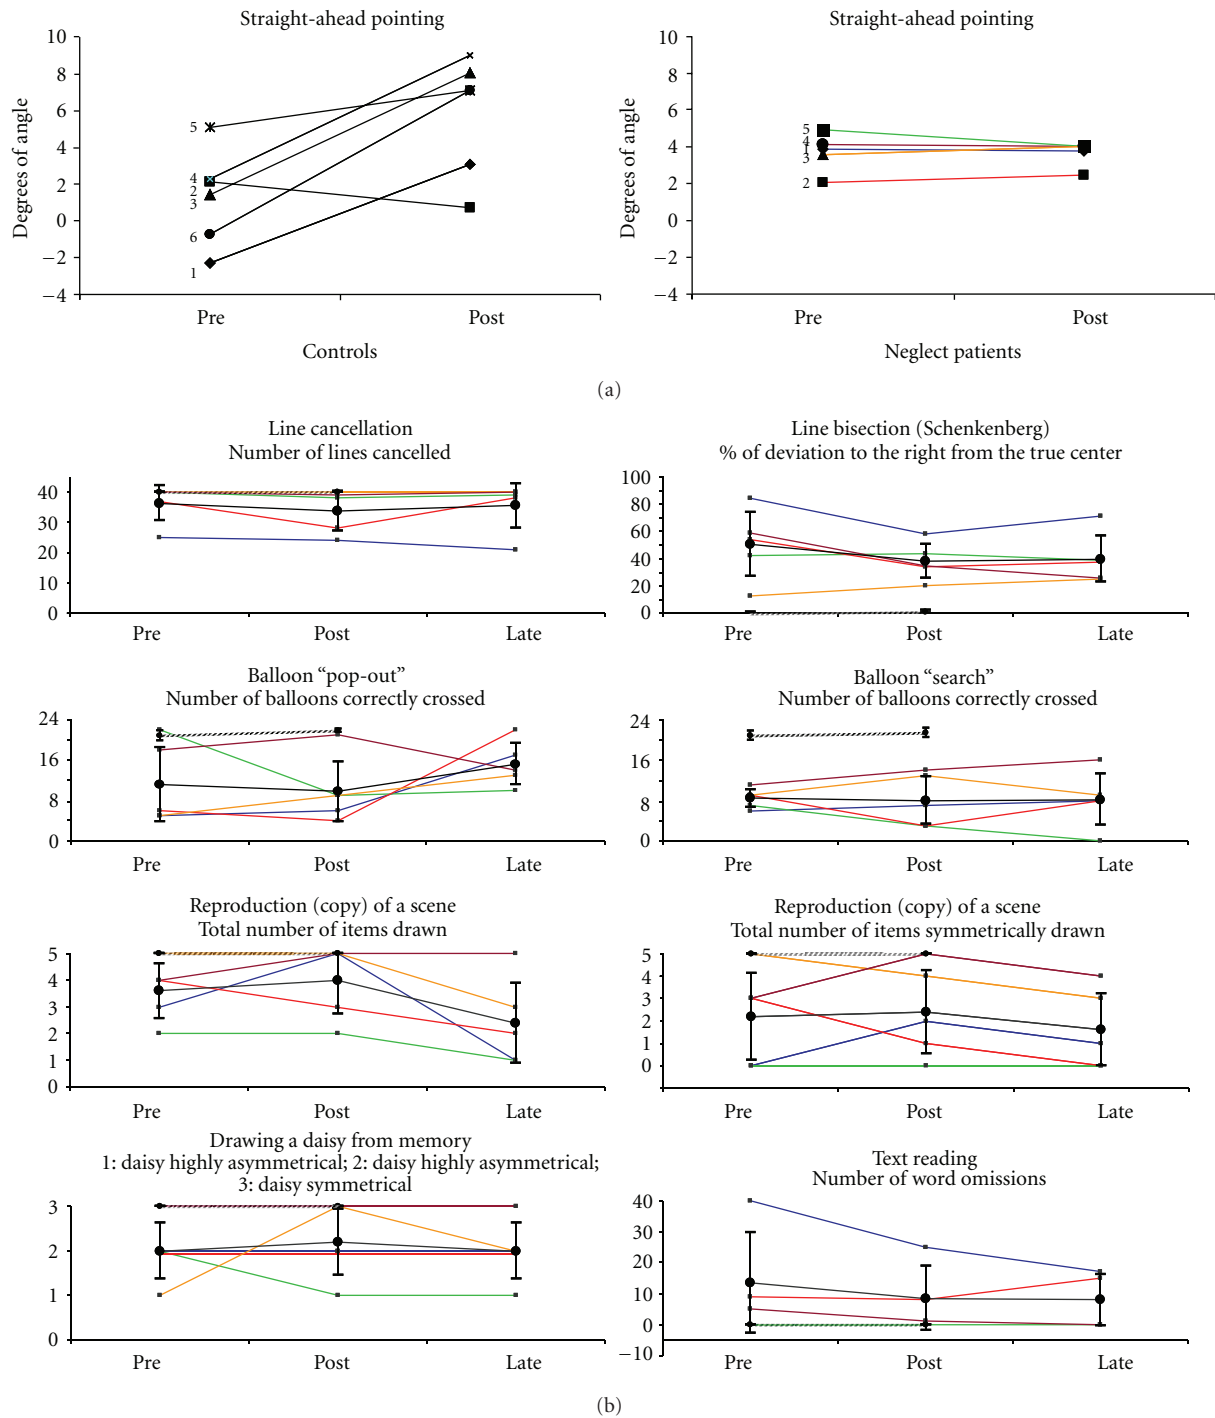 Straight-ahead pointing
10
8
6
4
2
0
−2
−4
Degrees of angle
5
4
2
3
6
1
Pre
Post
Controls
Straight-ahead pointing
10
8
6
4
2
0
−2
−4
Degrees of angle
5
4
1
3
2
Pre
Post
Neglect patients
(a)
Line cancellation
Number of lines cancelled
40
30
20
10
0
Pre
Post
Late
Line bisection (Schenkenberg)
% of deviation to the right from the true center
100
80
60
40
20
0
Pre
Post
Late
Balloon “pop-out”
Number of balloons correctly crossed
24
16
8
0
Pre
Post
Late
Balloon “search”
Number of balloons correctly crossed
24
16
8
0
Pre
Post
Late
Reproduction (copy) of a scene
Total number of items drawn
5
4
3
2
1
0
Pre
Post
Late
Reproduction (copy) of a scene
Total number of items symmetrically drawn
5
4
3
2
1
0
Pre
Post
Late
Drawing a daisy from memory
1: daisy highly asymmetrical; 2: daisy highly asymmetrical;
3: daisy symmetrical
3
2
1
0
Pre
Post
Late
Text reading
Number of word omissions
40
30
20
10
0
−10
Pre
Post
Late
(b)